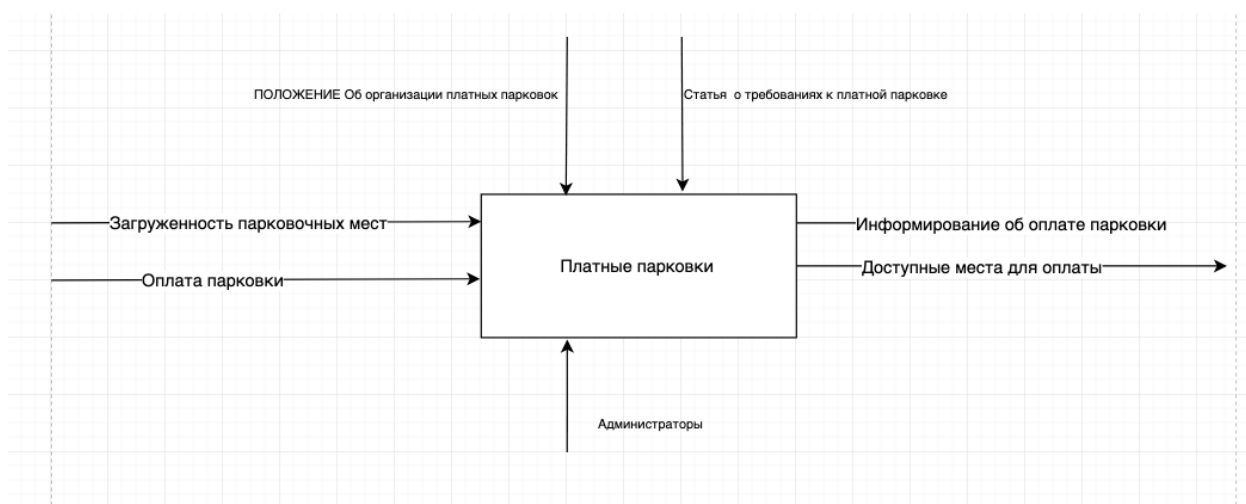 ПОЛОЖЕНИЕ Об организации платных парковок
Статья о требованиях к платной парковке
Загруженность парковочных мест
Информирование об оплате парковки
Платные парковки
Доступные места для оплаты
Оплата парковки
Администраторы